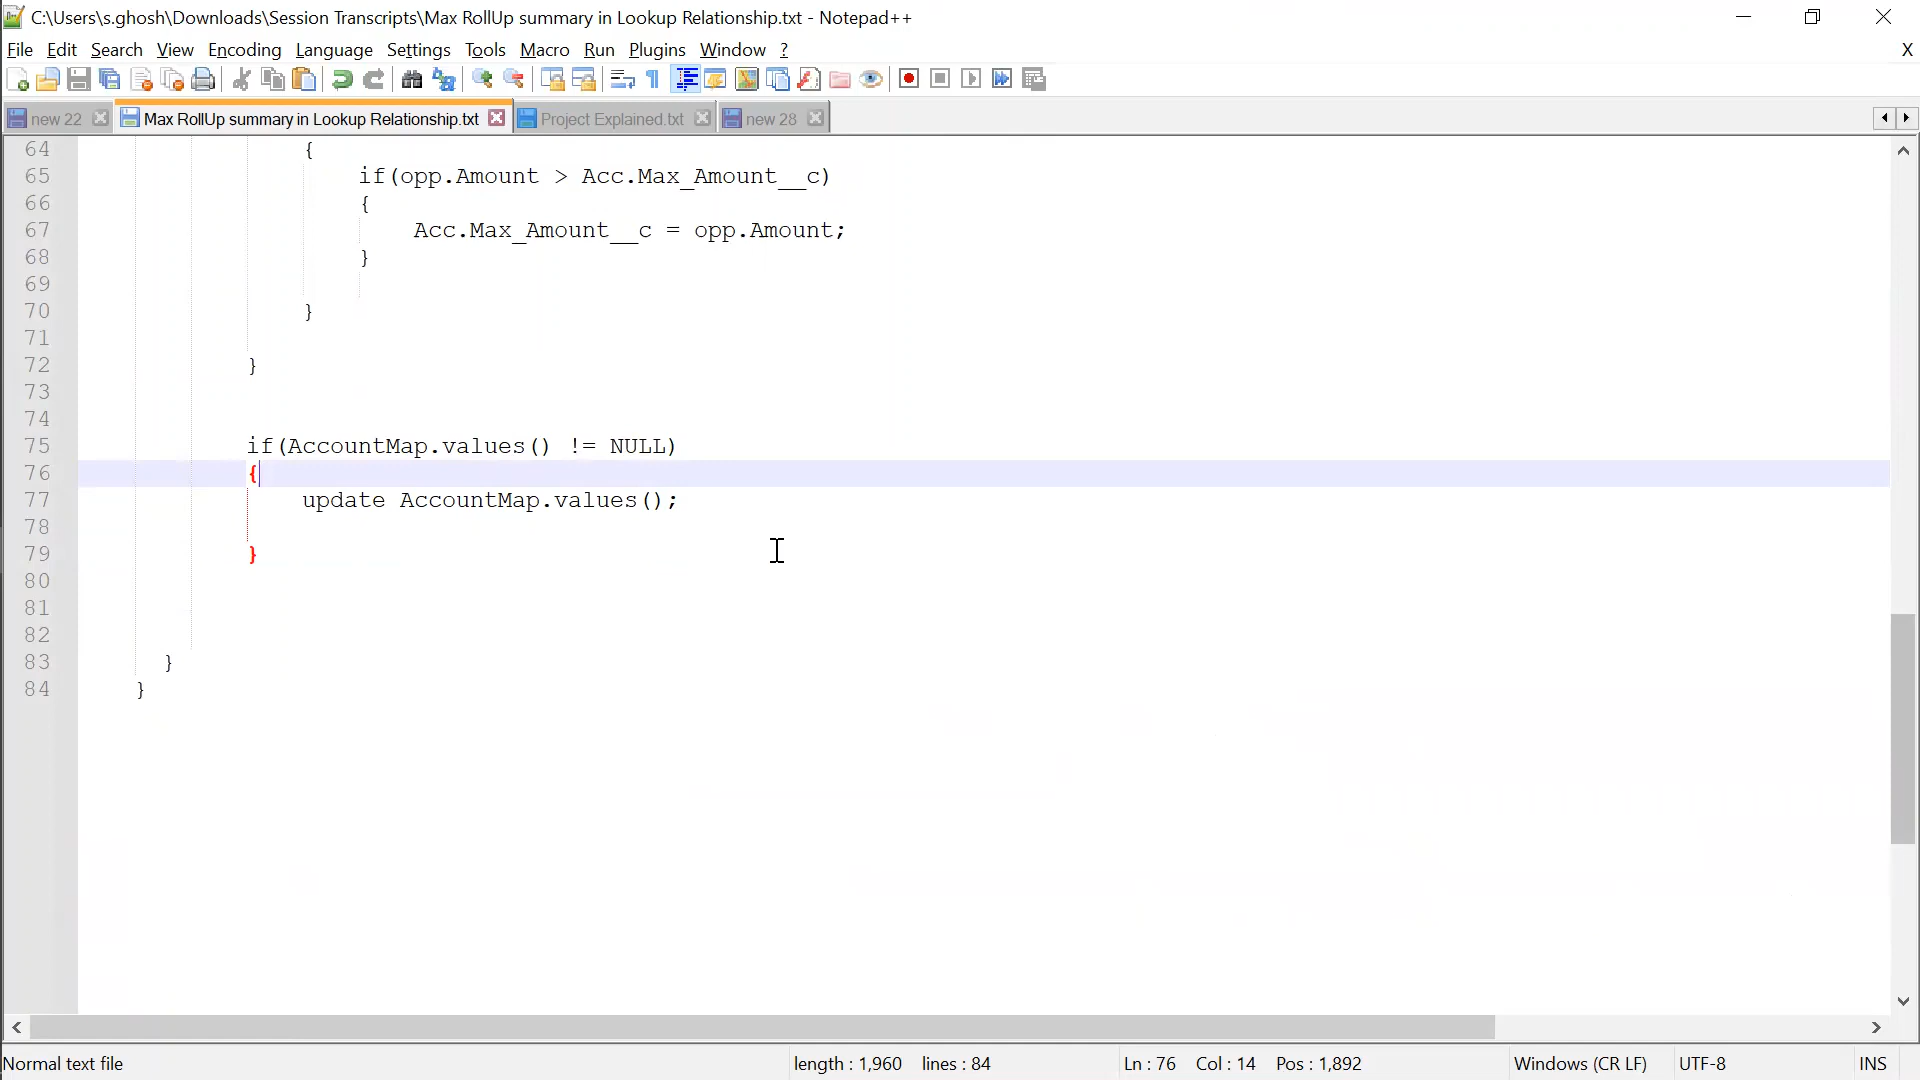 C:\Users\s.ghosh\Downloads\Session Transcripts\Max RollUp summary in Lookup Relationship.txt - Notepad++
File Edit Search View Encoding Language Settings Tools Macro Run Plugins Window ? X
new 22 Max RollUp summary in Lookup Relationship.txt Project Explained.txt new 28
64 {
65 if(opp.Amount > Acc.Max_Amount__c)
66 {
67 Acc.Max_Amount__c = opp.Amount;
68 }
69
70 }
71
72 }
73
74
75 if(AccountMap.values() != NULL)
76 {
77 update AccountMap.values();
78
79 }
80
81
82
83 }
84 }
Normal text file length : 1,960 lines : 84 Ln : 76 Col : 14 Pos : 1,892 Windows (CR LF) UTF-8 INS